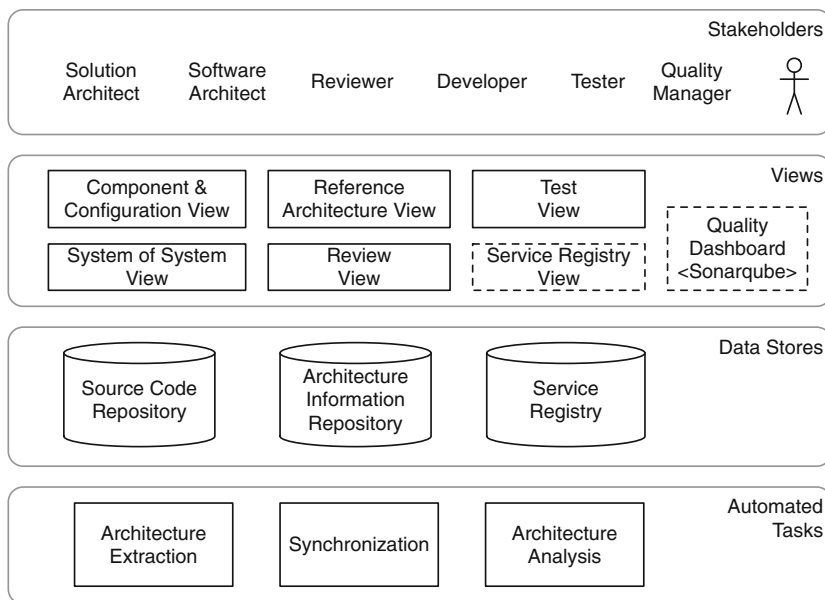 Stakeholders
Solution
Architect
Software
Architect
Reviewer
Developer
Tester
Quality
Manager
Views
Component &
Configuration View
Reference
Architecture View
Test
View
Quality
Dashboard
<Sonarqube>
System of System
View
Review
View
Service Registry
View
Data Stores
Source Code
Repository
Architecture
Information
Repository
Service
Registry
Automated
Tasks
Architecture
Extraction
Synchronization
Architecture
Analysis